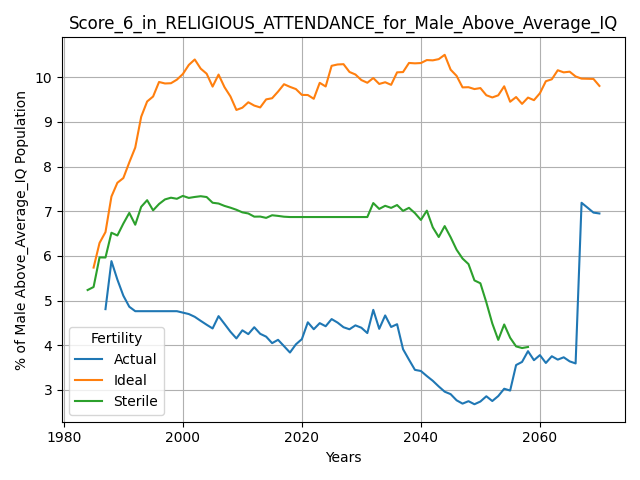 Score_6_in_RELIGIOUS_ATTENDANCE_for_Male_Above_Average_IQ
% of Male Above_Average_IQ Population
10
9
8
7
6
5
4
3
Fertility
Actual
Ideal
Sterile
1980
2000
2020
2040
2060
Years